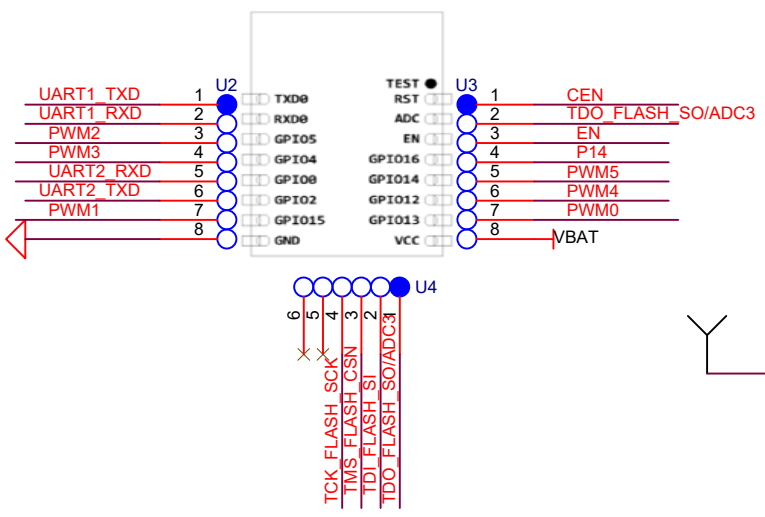 U2
UART1_TXD 1
UART1_RXD 2
PWM2 3
PWM3 4
UART2_RXD 5
UART2_TXD 6
PWM1 7
8
TXD0
RXD0
GPIO5
GPIO4
GPIO0
GPIO2
GPIO15
GND
TEST
RST
ADC
EN
GPIO16
GPIO14
GPIO12
GPIO13
VCC
U3
1 CEN
2 TDO_FLASH_SO/ADC3
3 EN
4 P14
5 PWM5
6 PWM4
7 PWM0
8 VBAT
U4
6
5
4 TCK_FLASH_SCK
3 TMS_FLASH_CSN
2 TDI_FLASH_SI
1 TDO_FLASH_SO/ADC3